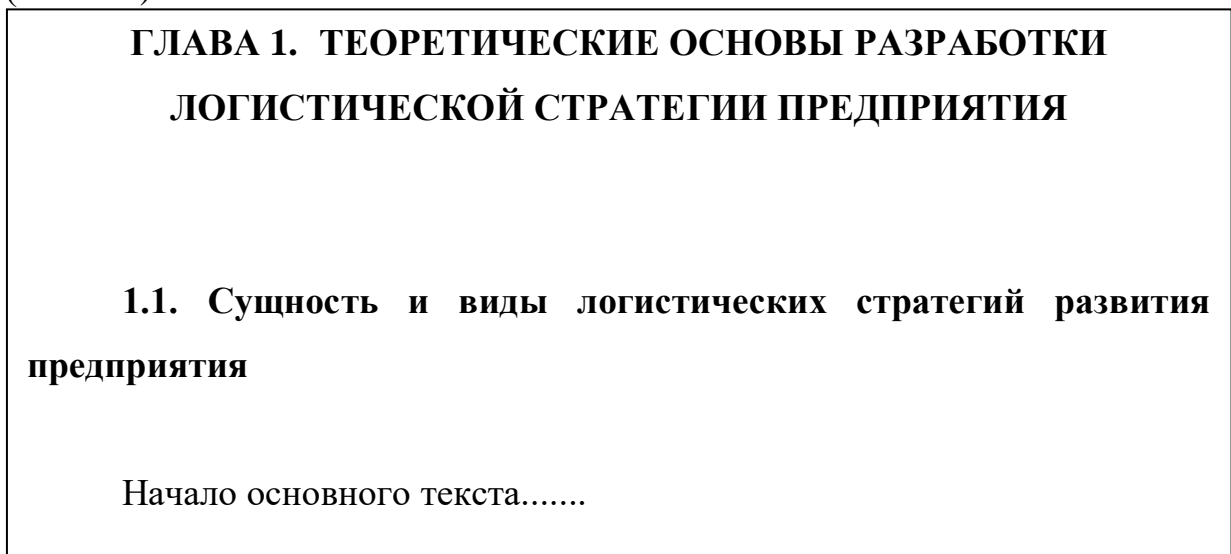 ГЛАВА 1. ТЕОРЕТИЧЕСКИЕ ОСНОВЫ РАЗРАБОТКИ
ЛОГИСТИЧЕСКОЙ СТРАТЕГИИ ПРЕДПРИЯТИЯ
1.1. Сущность и виды логистических стратегий развития
предприятия
Начало основного текста.......